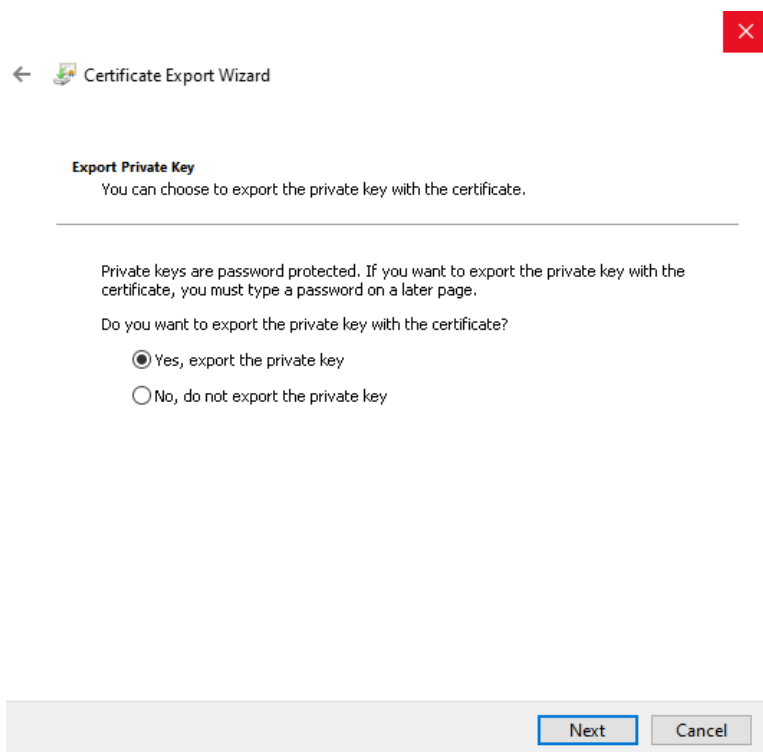 Certificate Export Wizard
Export Private Key
You can choose to export the private key with the certificate.
Private keys are password protected. If you want to export the private key with the
certificate, you must type a password on a later page.
Do you want to export the private key with the certificate?
Yes, export the private key
No, do not export the private key
Next
Cancel